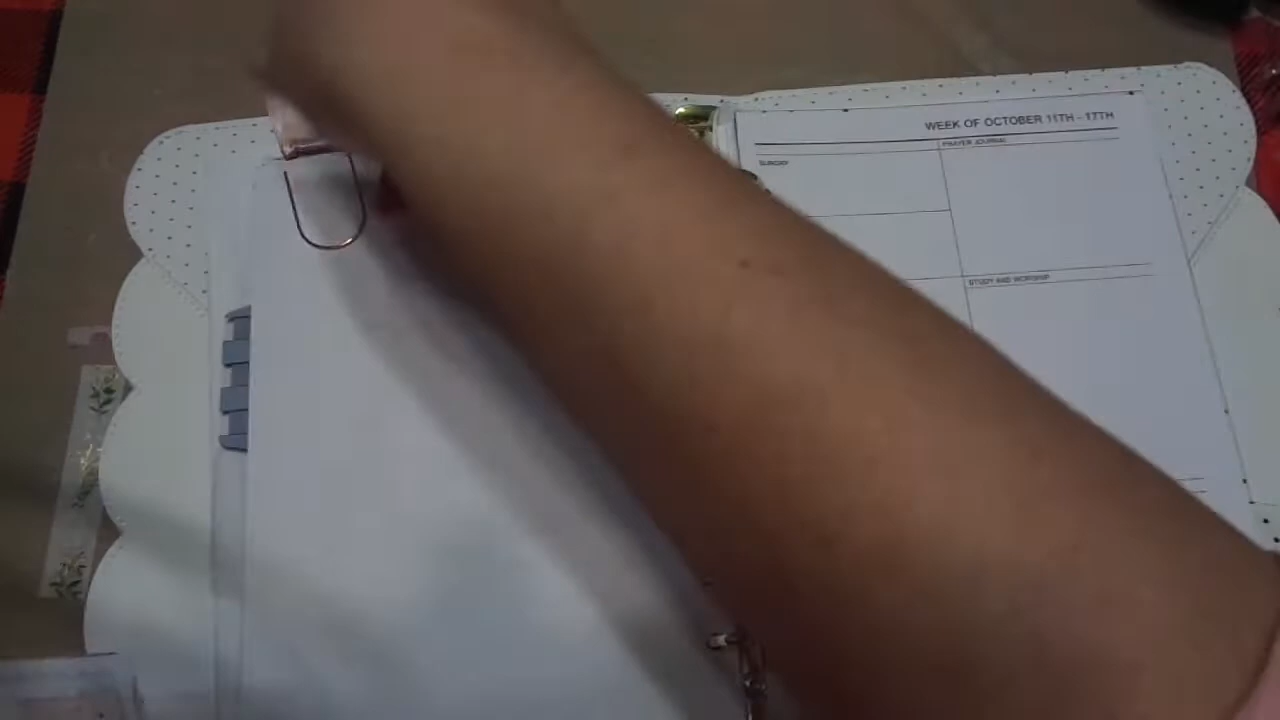 WEEK OF OCTOBER 11TH - 17TH
SUNDAY
PRAYER JOURNAL
STUDY AND WORSHIP